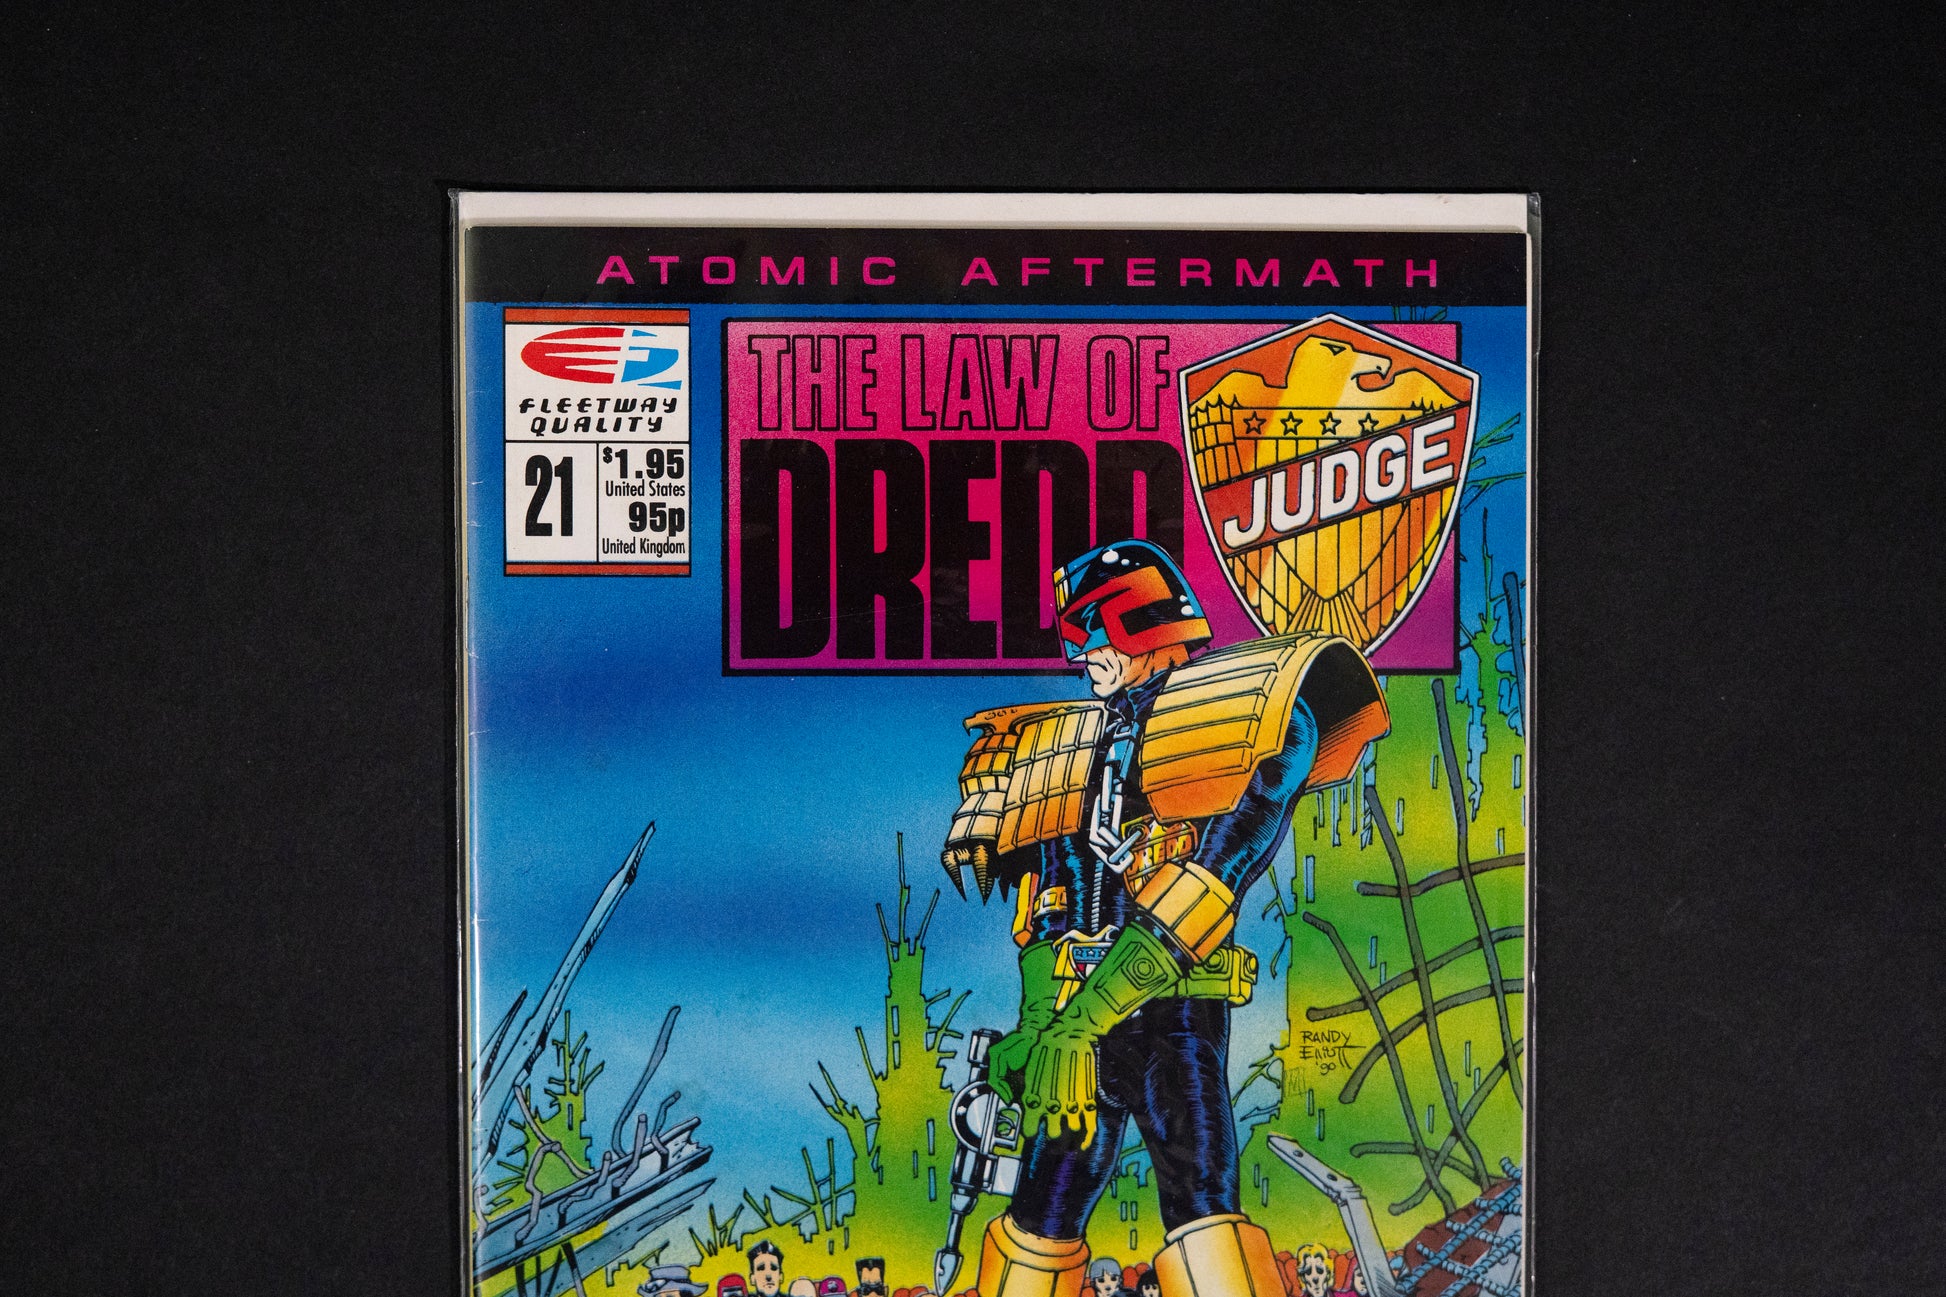 ATOMIC AFTERMATH
FLEETWAY
QUALITY
21
$1.95
United States
95p
United Kingdom
THE LAW OF
DREDD
JUDGE
DREDD
RANDY
ELLIOTT
'90